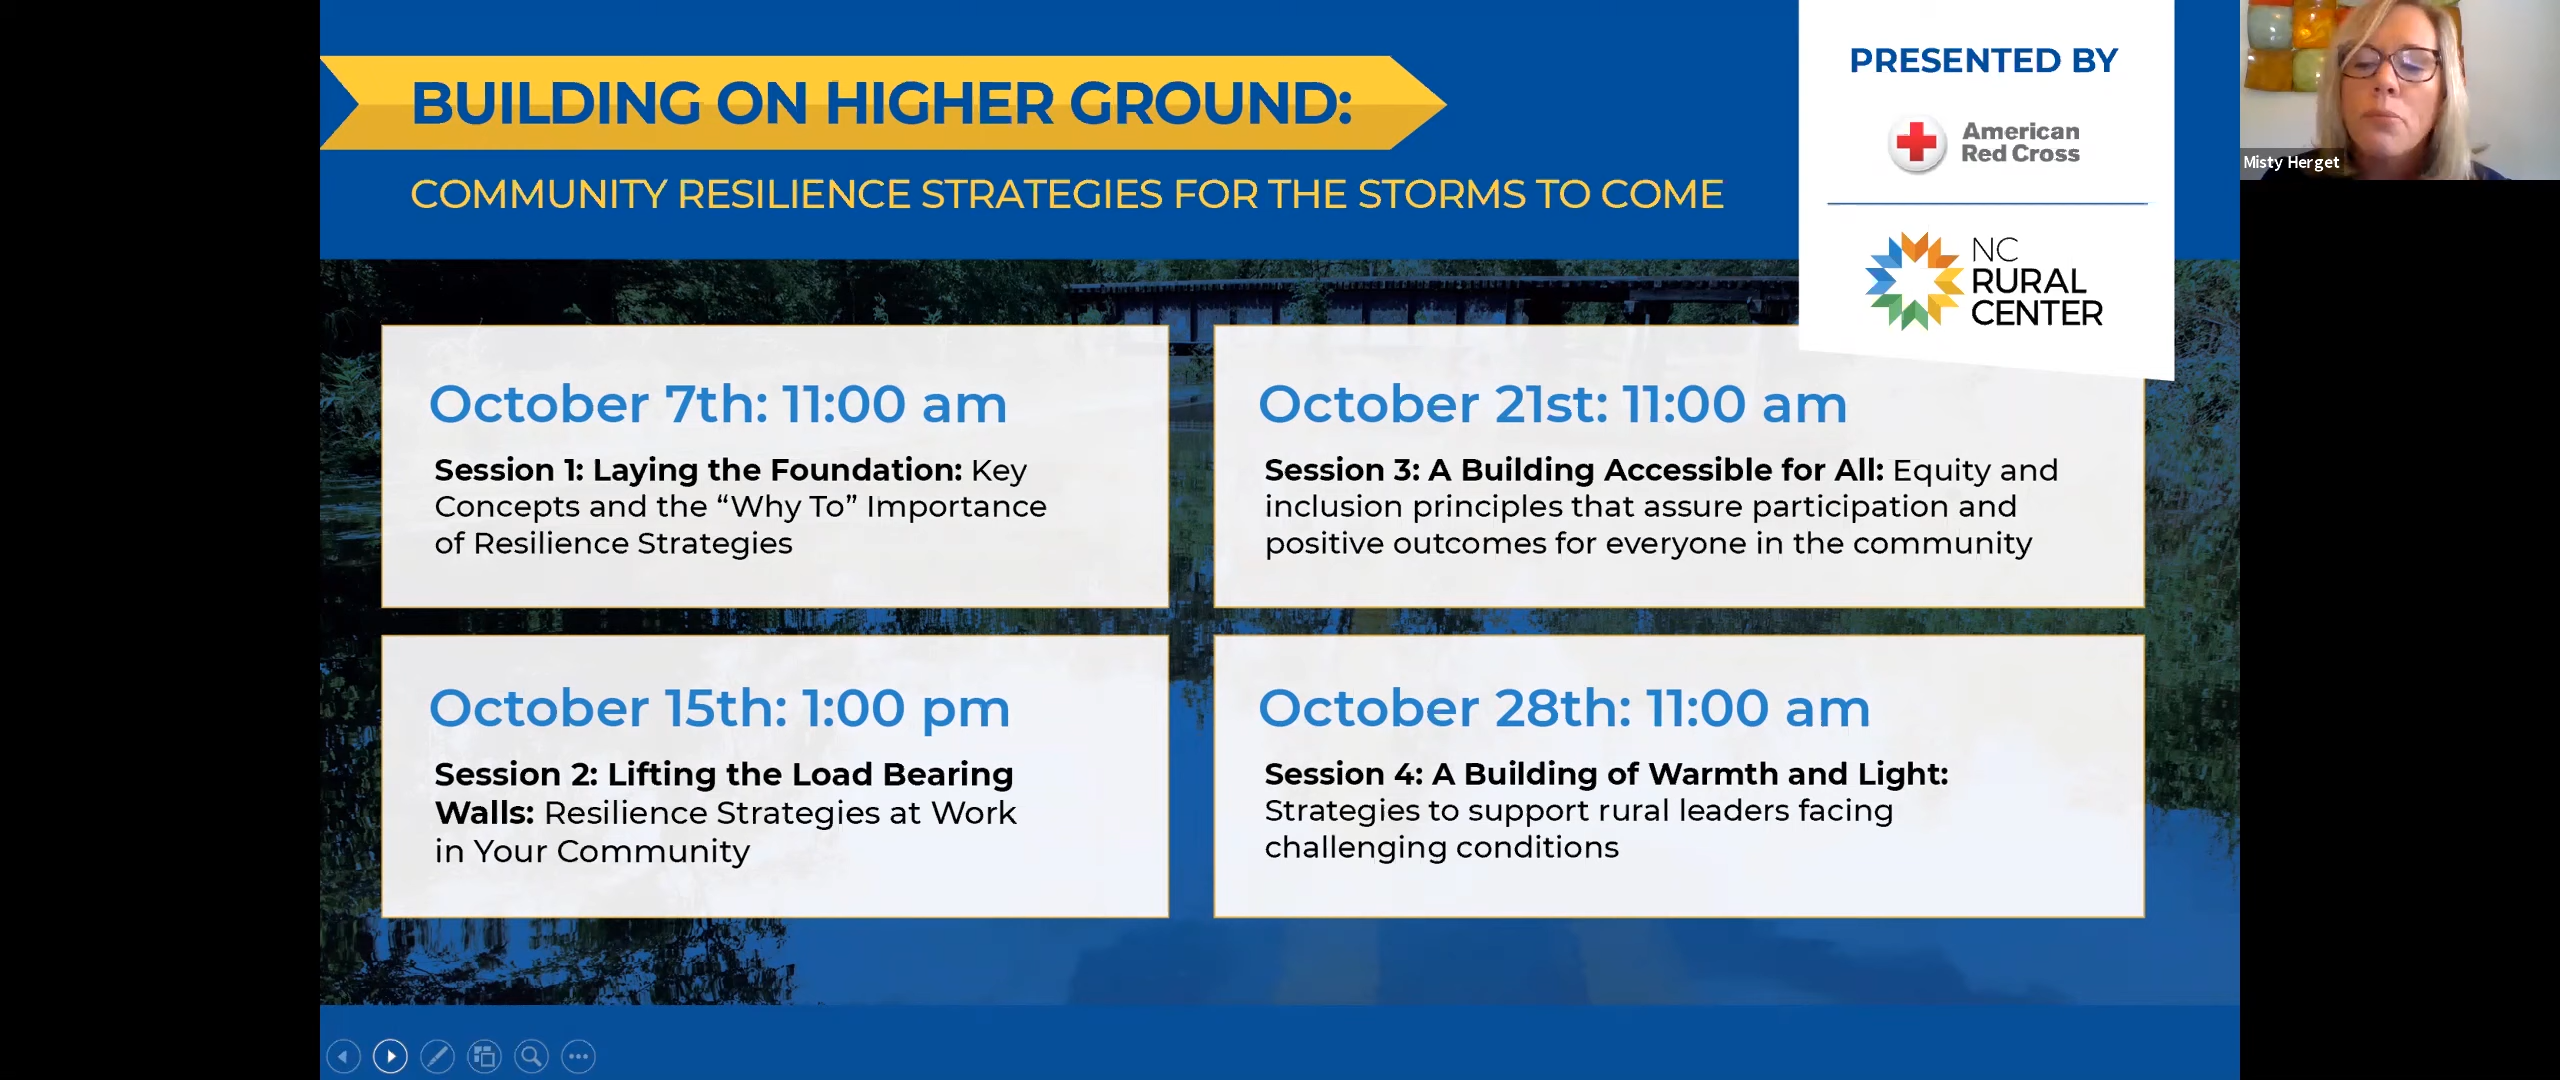 BUILDING ON HIGHER GROUND:
COMMUNITY RESILIENCE STRATEGIES FOR THE STORMS TO COME
PRESENTED BY
American
Red Cross
NC
RURAL
CENTER
Misty Herget
October 7th: 11:00 am
Session 1: Laying the Foundation: Key
Concepts and the “Why To” Importance
of Resilience Strategies
October 21st: 11:00 am
Session 3: A Building Accessible for All: Equity and
inclusion principles that assure participation and
positive outcomes for everyone in the community
October 15th: 1:00 pm
Session 2: Lifting the Load Bearing
Walls: Resilience Strategies at Work
in Your Community
October 28th: 11:00 am
Session 4: A Building of Warmth and Light:
Strategies to support rural leaders facing
challenging conditions